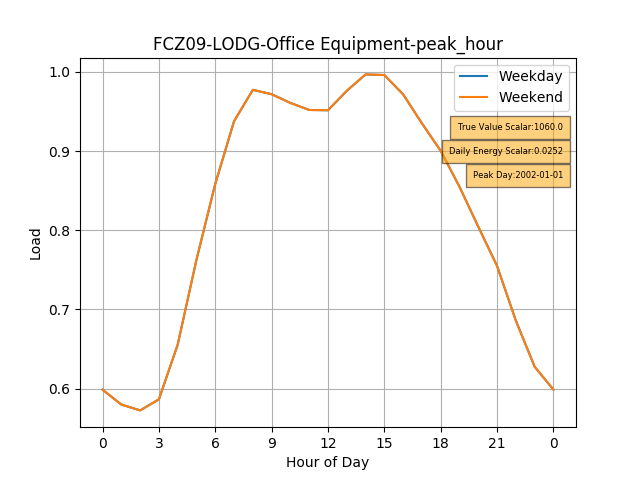 FCZ09-LODG-Office Equipment-peak_hour
1.0
0.9
0.8
0.7
0.6
Load
Weekday
Weekend
True Value Scalar:1060.0
Daily Energy Scalar:0.0252
Peak Day:2002-01-01
0 3 6 9 12 15 18 21 0
Hour of Day